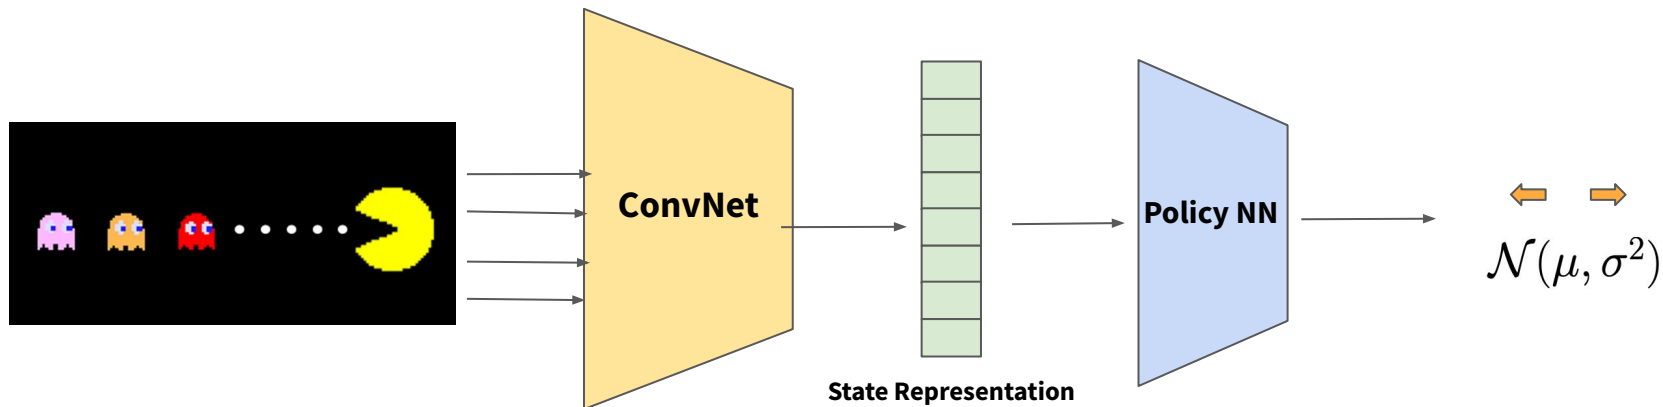 ConvNet
State Representation
Policy NN
𝒩(μ, σ²)